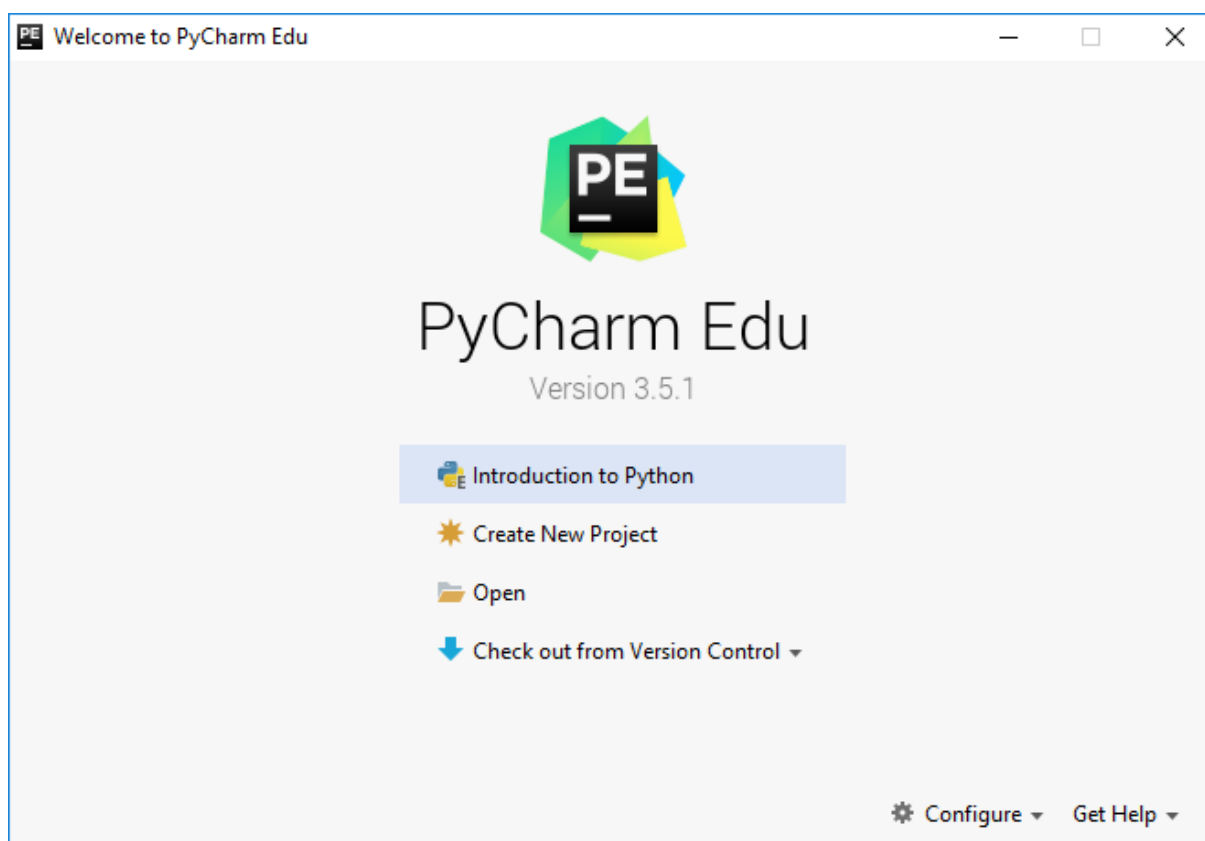 PE Welcome to PyCharm Edu
PE
PyCharm Edu
Version 3.5.1
Introduction to Python
Create New Project
Open
Check out from Version Control
Configure Get Help